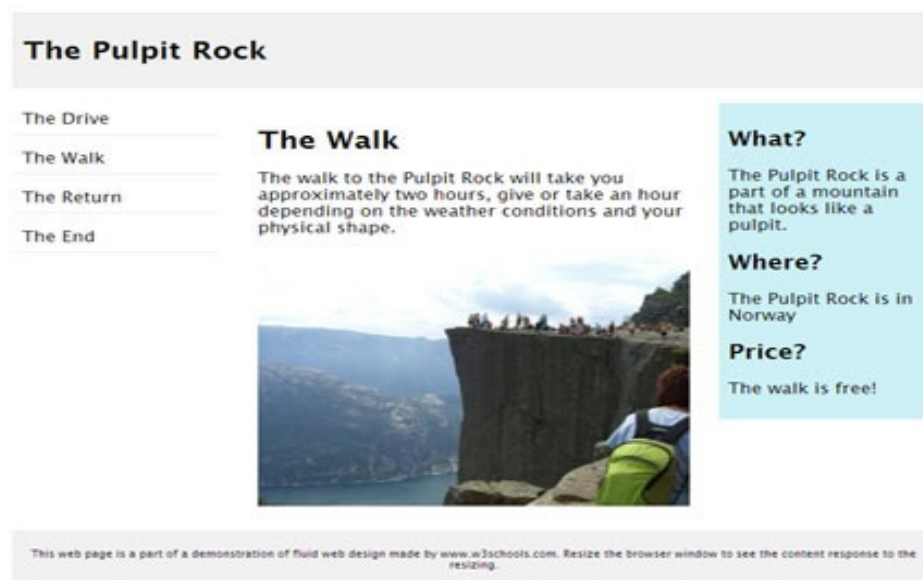 The Pulpit Rock
The Drive
The Walk
The Return
The End
The Walk
The walk to the Pulpit Rock will take you
approximately two hours, give or take an hour
depending on the weather conditions and your
physical shape.
What?
The Pulpit Rock is a
part of a mountain
that looks like a
pulpit.
Where?
The Pulpit Rock is in
Norway
Price?
The walk is free!
This web page is a part of a demonstration of fluid web design made by www.w3schools.com. Resize the browser window to see the content response to the
resizing.